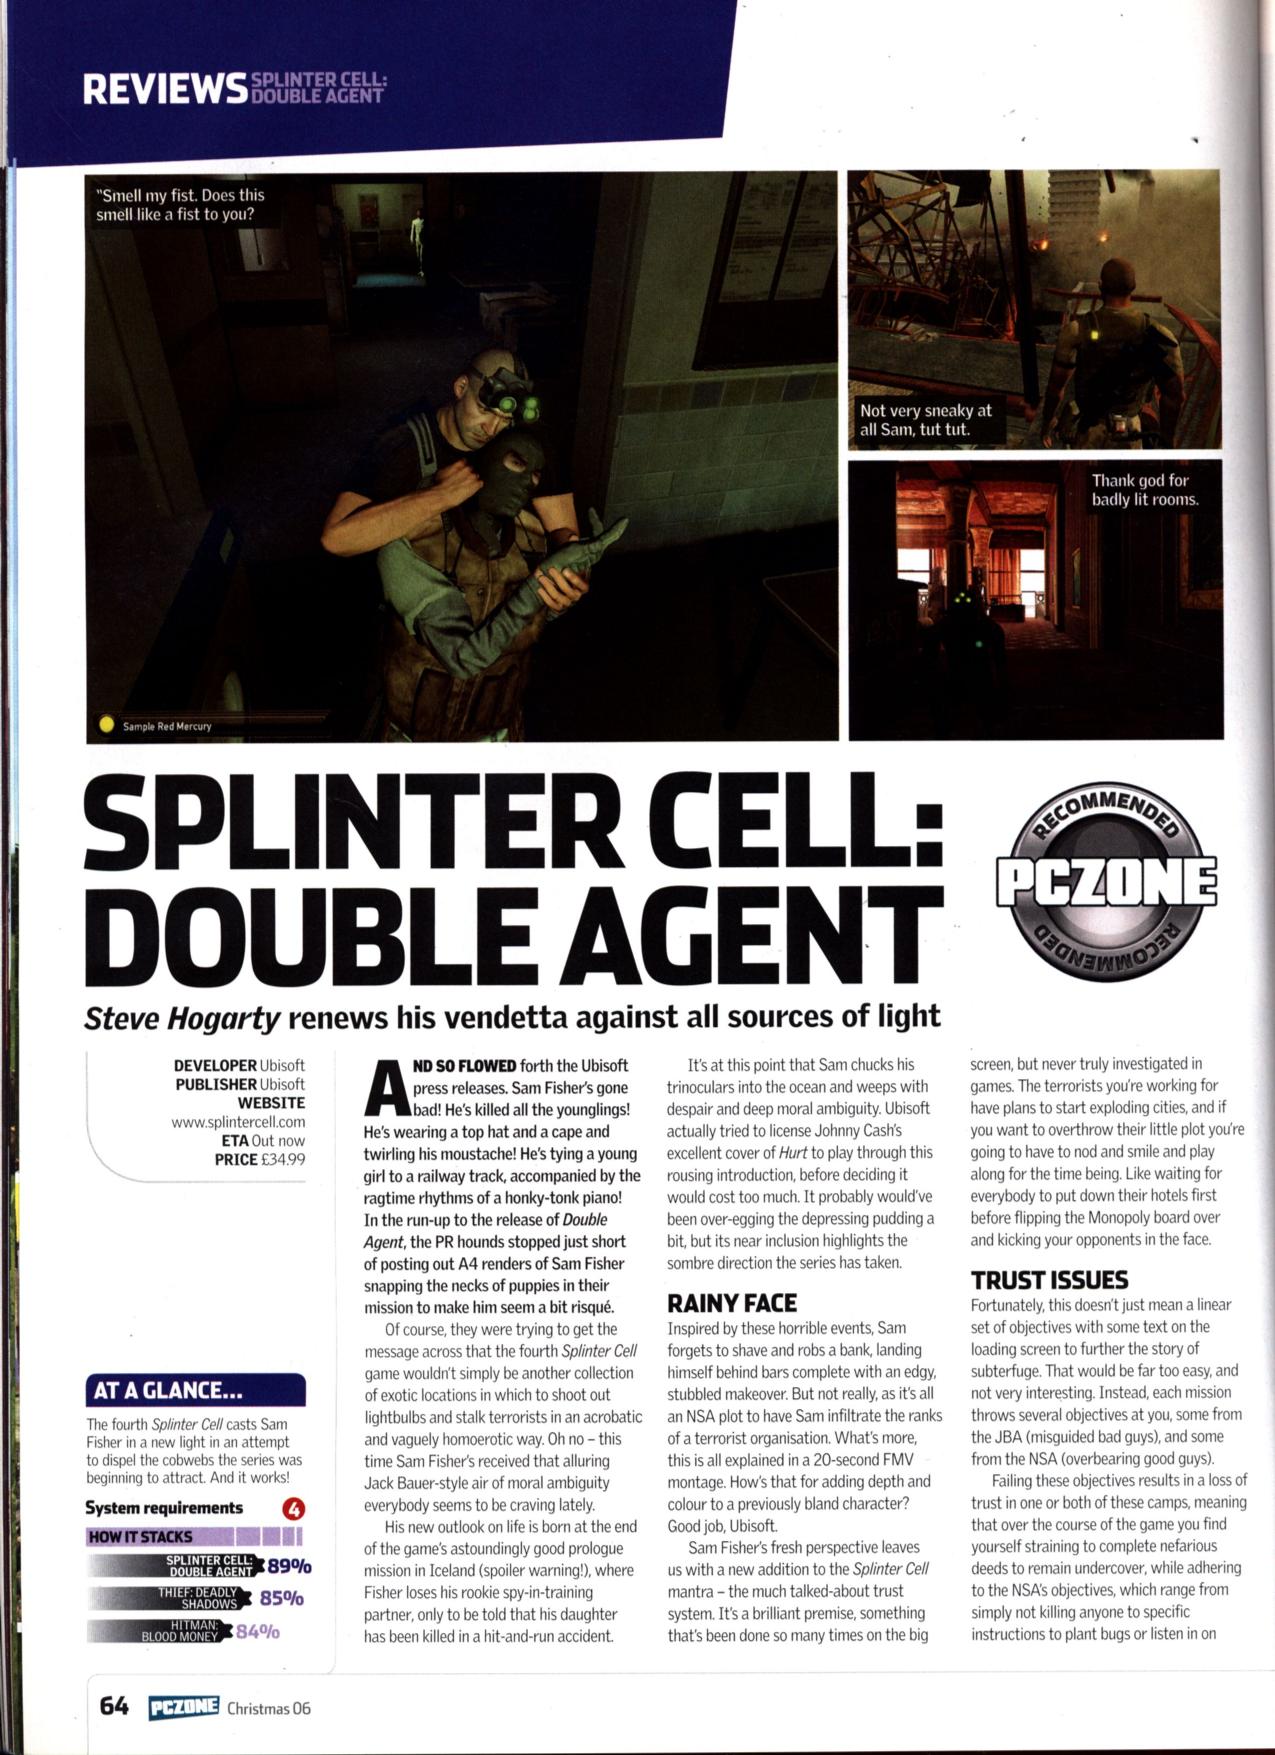 REVIEWS SPLINTER CELL:
DOUBLE AGENT
"Smell my fist. Does this
smell like a fist to you?
Sample Red Mercury
Not very sneaky at
all Sam, tut tut.
Thank god for
badly lit rooms.
SPLINTER CELL:
DOUBLE AGENT
RECOMMENDED
PCZONE
RECOMMENDED
Steve Hogarty renews his vendetta against all sources of light
DEVELOPER Ubisoft
PUBLISHER Ubisoft
WEBSITE
www.splintercell.com
ETA Out now
PRICE £34.99
AT A GLANCE...
The fourth Splinter Cell casts Sam
Fisher in a new light in an attempt
to dispel the cobwebs the series was
beginning to attract. And it works!
System requirements 4
HOW IT STACKS
SPLINTER CELL:
DOUBLE AGENT 89%
THIEF: DEADLY
SHADOWS 85%
HITMAN:
BLOOD MONEY 84%
AND SO FLOWED forth the Ubisoft
press releases. Sam Fisher's gone
bad! He's killed all the younglings!
He's wearing a top hat and a cape and
twirling his moustache! He's tying a young
girl to a railway track, accompanied by the
ragtime rhythms of a honky-tonk piano!
In the run-up to the release of Double
Agent, the PR hounds stopped just short
of posting out A4 renders of Sam Fisher
snapping the necks of puppies in their
mission to make him seem a bit risqué.
Of course, they were trying to get the
message across that the fourth Splinter Cell
game wouldn't simply be another collection
of exotic locations in which to shoot out
lightbulbs and stalk terrorists in an acrobatic
and vaguely homoerotic way. Oh no – this
time Sam Fisher's received that alluring
Jack Bauer-style air of moral ambiguity
everybody seems to be craving lately.
His new outlook on life is born at the end
of the game's astoundingly good prologue
mission in Iceland (spoiler warning!), where
Fisher loses his rookie spy-in-training
partner, only to be told that his daughter
has been killed in a hit-and-run accident.
It's at this point that Sam chucks his
trinoculars into the ocean and weeps with
despair and deep moral ambiguity. Ubisoft
actually tried to license Johnny Cash's
excellent cover of Hurt to play through this
rousing introduction, before deciding it
would cost too much. It probably would've
been over-egging the depressing pudding a
bit, but its near inclusion highlights the
sombre direction the series has taken.
RAINY FACE
Inspired by these horrible events, Sam
forgets to shave and robs a bank, landing
himself behind bars complete with an edgy,
stubbled makeover. But not really, as it's all
an NSA plot to have Sam infiltrate the ranks
of a terrorist organisation. What's more,
this is all explained in a 20-second FMV
montage. How's that for adding depth and
colour to a previously bland character?
Good job, Ubisoft.
Sam Fisher's fresh perspective leaves
us with a new addition to the Splinter Cell
mantra – the much talked-about trust
system. It's a brilliant premise, something
that's been done so many times on the big
screen, but never truly investigated in
games. The terrorists you're working for
have plans to start exploding cities, and if
you want to overthrow their little plot you're
going to have to nod and smile and play
along for the time being. Like waiting for
everybody to put down their hotels first
before flipping the Monopoly board over
and kicking your opponents in the face.
TRUST ISSUES
Fortunately, this doesn't just mean a linear
set of objectives with some text on the
loading screen to further the story of
subterfuge. That would be far too easy, and
not very interesting. Instead, each mission
throws several objectives at you, some from
the JBA (misguided bad guys), and some
from the NSA (overbearing good guys).
Failing these objectives results in a loss of
trust in one or both of these camps, meaning
that over the course of the game you find
yourself straining to complete nefarious
deeds to remain undercover, while adhering
to the NSA's objectives, which range from
simply not killing anyone to specific
instructions to plant bugs or listen in on
64 PCZONE Christmas 06